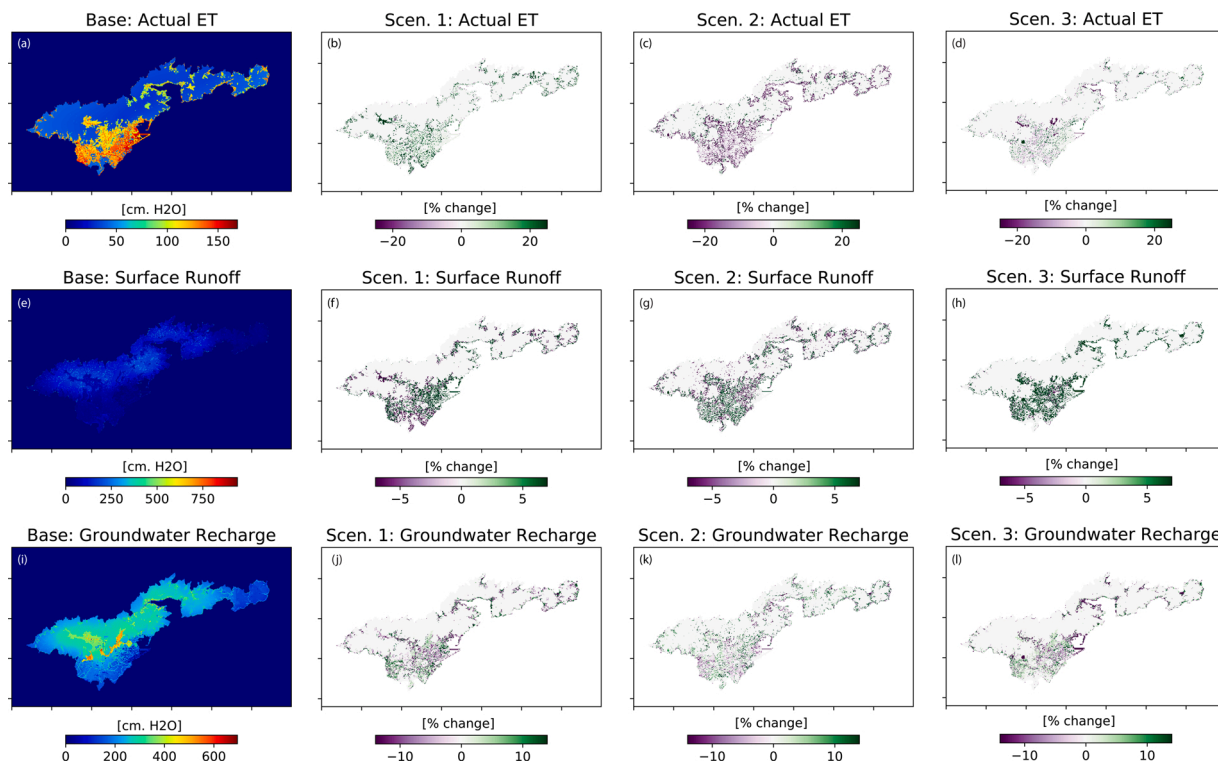 Base: Actual ET
Scen. 1: Actual ET
Scen. 2: Actual ET
Scen. 3: Actual ET
(a)
(b)
(c)
(d)
[cm. H2O]
[% change]
[% change]
[% change]
0 50 100 150
−20 0 20
−20 0 20
−20 0 20
Base: Surface Runoff
Scen. 1: Surface Runoff
Scen. 2: Surface Runoff
Scen. 3: Surface Runoff
(e)
(f)
(g)
(h)
[cm. H2O]
[% change]
[% change]
[% change]
0 250 500 750
−5 0 5
−5 0 5
−5 0 5
Base: Groundwater Recharge
Scen. 1: Groundwater Recharge
Scen. 2: Groundwater Recharge
Scen. 3: Groundwater Recharge
(i)
(j)
(k)
(l)
[cm. H2O]
[% change]
[% change]
[% change]
0 200 400 600
−10 0 10
−10 0 10
−10 0 10